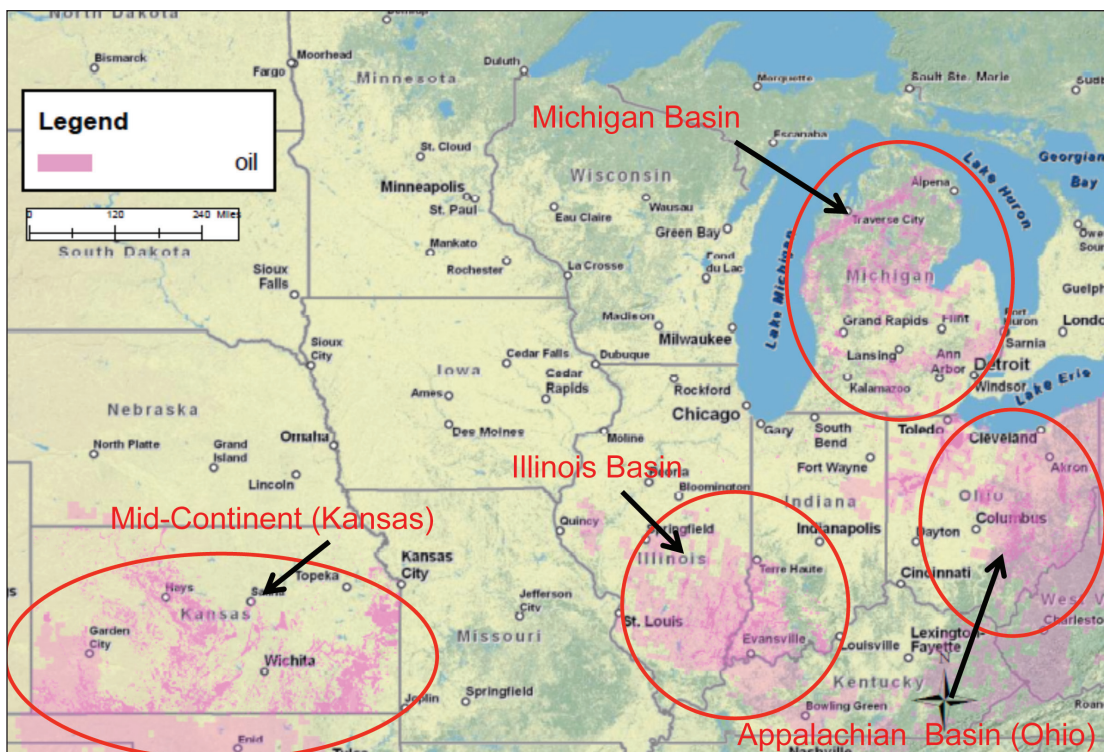 North Dakota
Bismarck
Fargo
Moorhead
Minnesota
Duluth
Marquette
Sault Ste. Marie
Legend
oil
0 120 240 Miles
Michigan Basin
Escanaba
Lake Huron
Georgian
Bay
St. Cloud
Minneapolis
St. Paul
Wisconsin
Eau Claire
Wausau
Green Bay
Alpena
Traverse City
South Dakota
Mankato
Rochester
La Crosse
Fond
du Lac
Lake Michigan
Michigan
Sioux
Falls
Guelph
Madison
Milwaukee
Grand Rapids
Flint
Port
Huron
Sarnia
London
Sioux
City
Iowa
Cedar Falls
Dubuque
Rockford
Lansing
Ann
Arbor
Detroit
Windsor
Lake Erie
Ames
Cedar
Rapids
Kalamazoo
Nebraska
Chicago
Gary
South
Bend
Toledo
Cleveland
North Platte
Grand
Island
Omaha
Des Moines
Moline
Illinois Basin
Peoria
Bloomington
Fort Wayne
Akron
Lincoln
Indiana
Ohio
Mid-Continent (Kansas)
Quincy
Springfield
Indianapolis
Dayton
Columbus
Kansas
City
Topeka
Illinois
Terre Haute
Cincinnati
Hays
Salina
Kansas
Jefferson
City
St. Louis
West V
Charleston
Garden
City
Missouri
Evansville
Louisville
Lexington-
Fayette
Wichita
N
Kentucky
Joplin
Springfield
Bowling Green
Roano
Appalachian Basin (Ohio)
Enid
Nashville